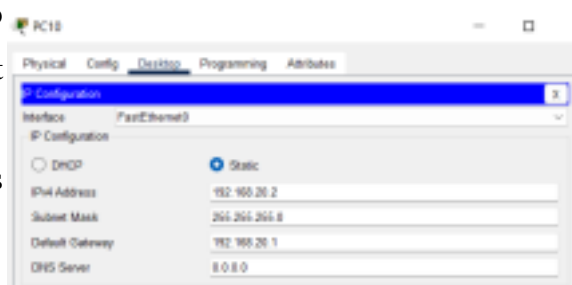 PC10
Physical Config Desktop Programming Attributes
IP Configuration X
Interface FastEthernet0
IP Configuration
DHCP Static
IPv4 Address 192.168.20.2
Subnet Mask 255.255.255.0
Default Gateway 192.168.20.1
DNS Server 0.0.0.0